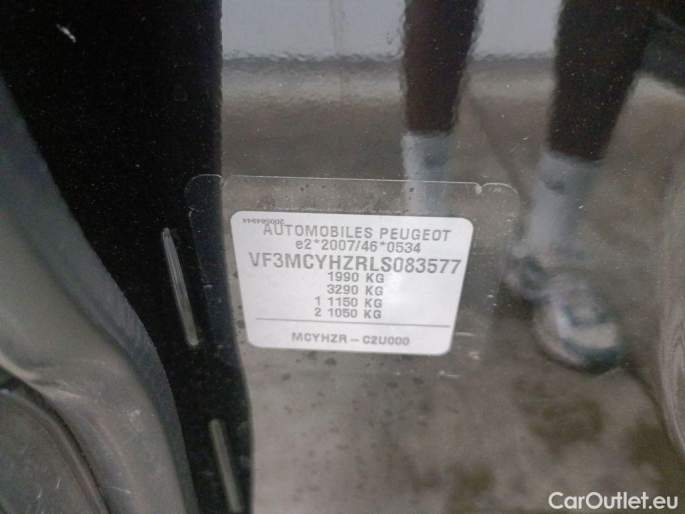 200564944
AUTOMOBILES PEUGEOT
e2*2007/46*0534
VF3MCYHZRLS083577
1990 KG
3290 KG
1 1150 KG
2 1050 KG
MCYHZR - C2U000
CarOutlet.eu